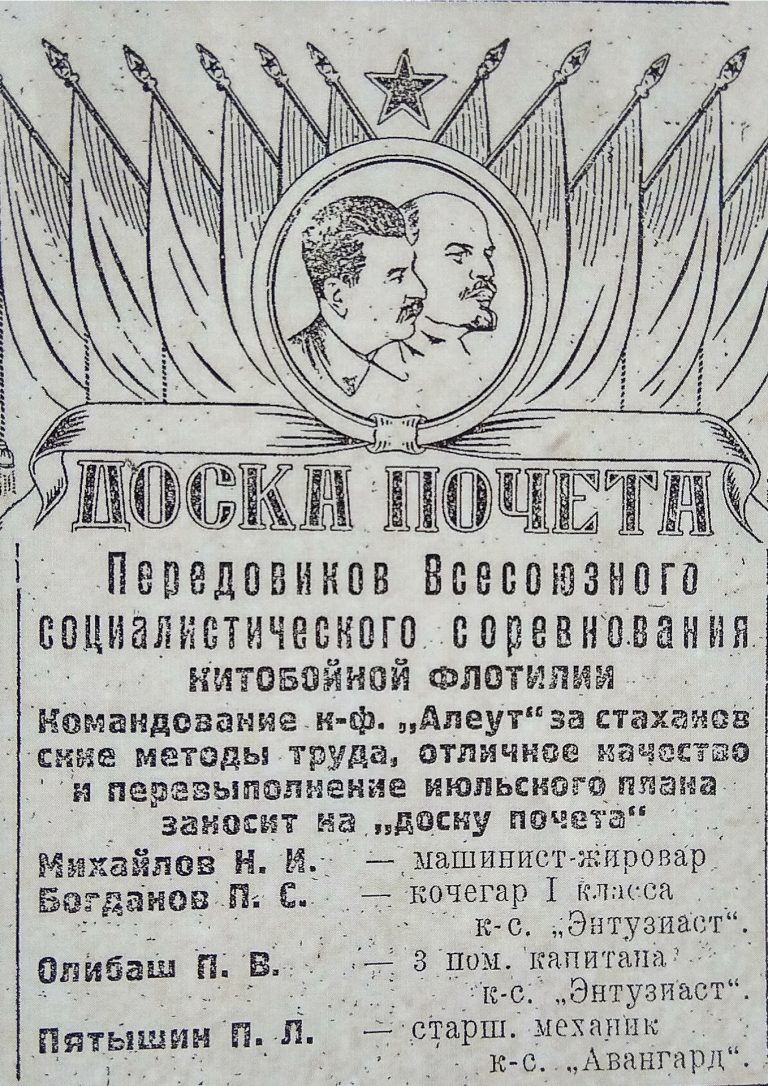 ДОСКА ПОЧЕТА
Передовиков Всесоюзного
социалистического соревнования
китобойной флотилии
Командование к-ф. „Алеут“ за стаханов
ские методы труда, отличное качество
и перевыполнение июльского плана
заносит на „доску почета“
Михайлов Н. И. — машинист-жировар
Богданов П. С. — кочегар I класса
к-с. „Энтузиаст“.
Олибаш П. В. — 3 пом. капитана
к-с. „Энтузиаст“.
Пятышин П. Л. — старш. механик
к-с. „Авангард“.